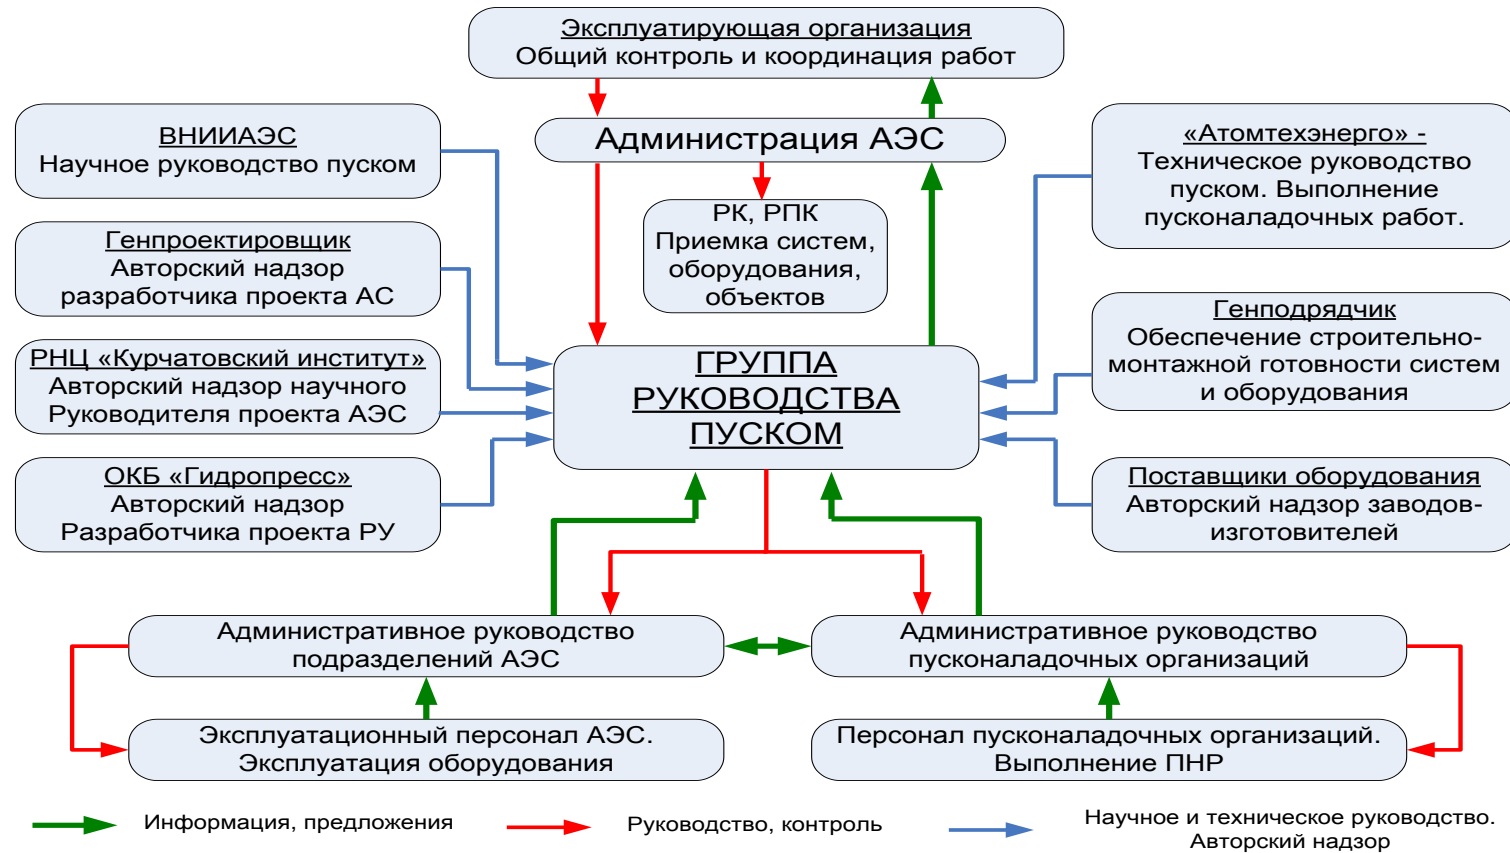 Эксплуатирующая организация
Общий контроль и координация работ
Администрация АЭС
ВНИИАЭС
Научное руководство пуском
«Атомтехэнерго» -
Техническое руководство
пуском. Выполнение
пусконаладочных работ.
РК, РПК
Приемка систем,
оборудования,
объектов
Генпроектировщик
Авторский надзор
разработчика проекта АС
Генподрядчик
Обеспечение строительно-
монтажной готовности систем
и оборудования
РНЦ «Курчатовский институт»
Авторский надзор научного
Руководителя проекта АЭС
ГРУППА
РУКОВОДСТВА
ПУСКОМ
ОКБ «Гидропресс»
Авторский надзор
Разработчика проекта РУ
Поставщики оборудования
Авторский надзор заводов-
изготовителей
Административное руководство
подразделений АЭС
Административное руководство
пусконаладочных организаций
Эксплуатационный персонал АЭС.
Эксплуатация оборудования
Персонал пусконаладочных организаций.
Выполнение ПНР
Информация, предложения
Руководство, контроль
Научное и техническое руководство.
Авторский надзор